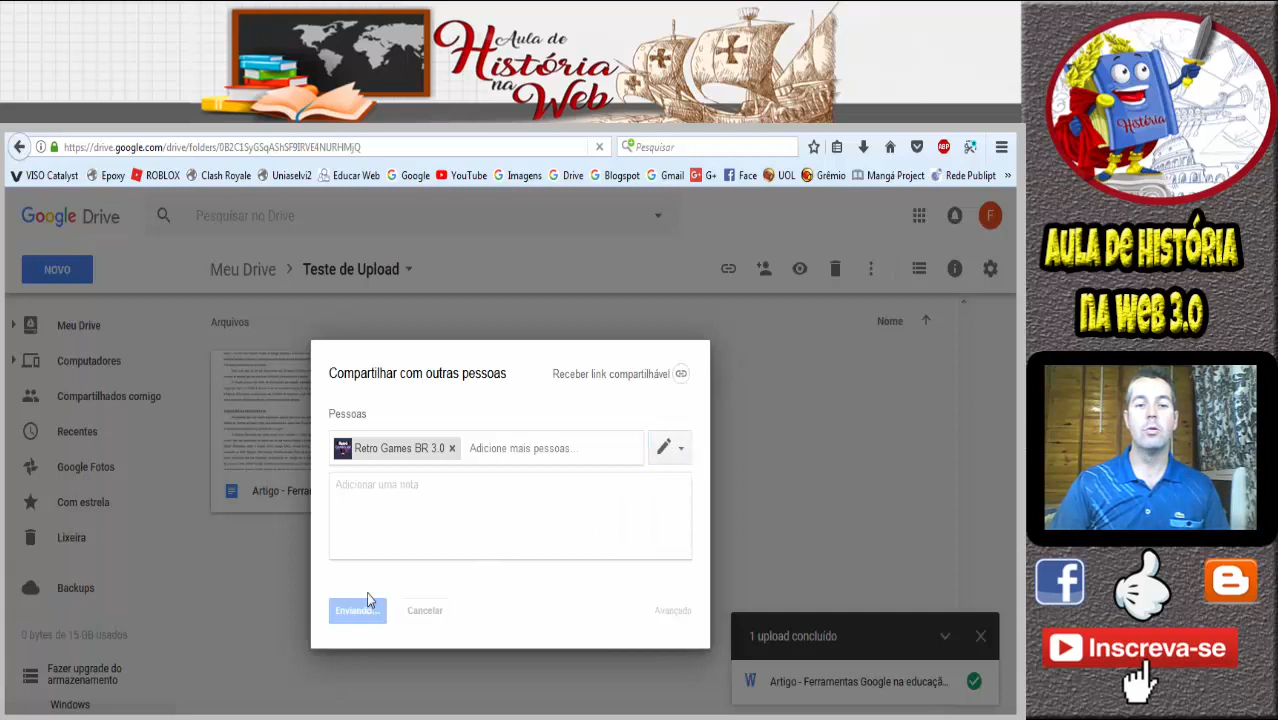 Aula de
História
na
Web
História
https://drive.google.com/drive/folders/0B2C1SyGSqAShSF9IRVE4NURHMjQ
Pesquisar
VISO Catalyst Epoxy ROBLOX Clash Royale Uniaselvi2 Educar Web Google YouTube Imagens Drive Blogspot Gmail G+ Face UOL Grêmio Mangá Project Rede Publipt »
Google Drive
Pesquisar no Drive
F
NOVO
Meu Drive > Teste de Upload
Arquivos
Nome
Meu Drive
Computadores
Compartilhados comigo
Recentes
Google Fotos
Com estrela
Lixeira
Backups
0 bytes de 15 GB usados
Fazer upgrade do
armazenamento
Windows
Artigo - Ferra
Compartilhar com outras pessoas
Receber link compartilhável
Pessoas
Retro Games BR 3.0 × Adicione mais pessoas...
Adicionar uma nota
Enviando...
Cancelar
Avançado
1 upload concluído
W Artigo - Ferramentas Google na educaçã...
AULA DE HISTÓRIA
NA WEB 3.0
Inscreva-se